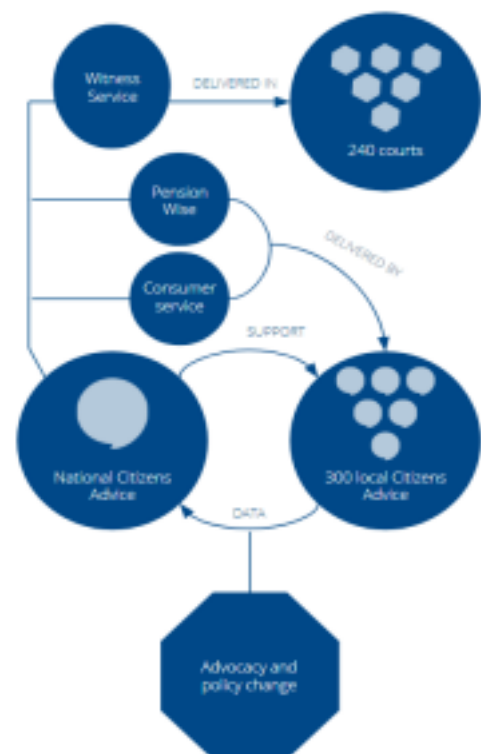 Witness
Service
DELIVERED IN
240 courts
Pension
Wise
DELIVERED BY
Consumer
service
SUPPORT
National Citizens
Advice
300 local Citizens
Advice
DATA
Advocacy and
policy change